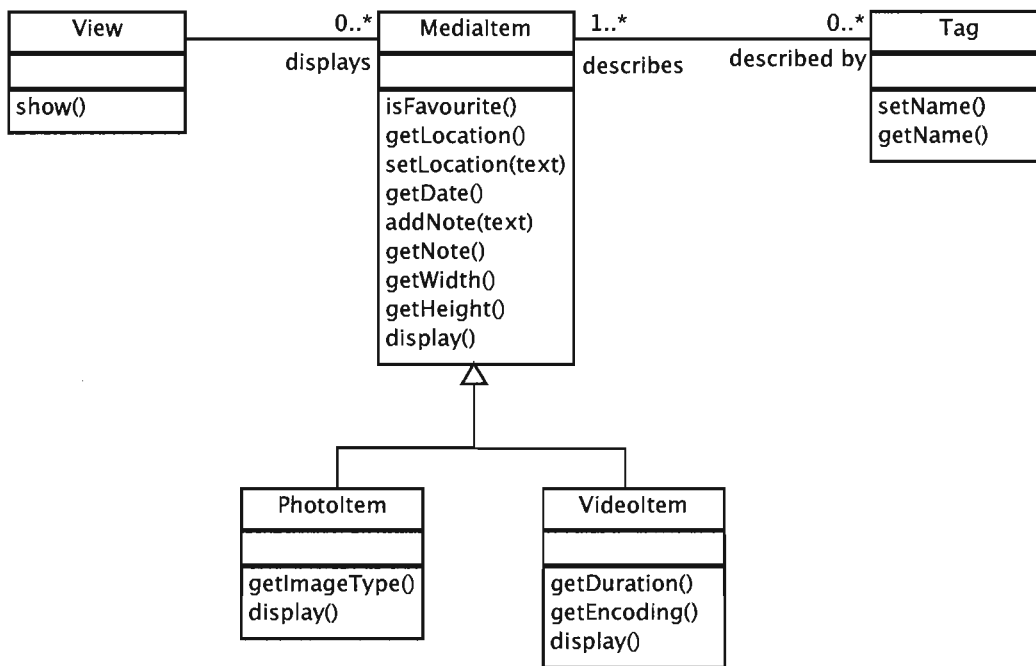 View
show()
0..*
displays
MediaItem
isFavourite()
getLocation()
setLocation(text)
getDate()
addNote(text)
getNote()
getWidth()
getHeight()
display()
1..*
describes
0..*
described by
Tag
setName()
getName()
PhotoItem
getImageType()
display()
VideoItem
getDuration()
getEncoding()
display()